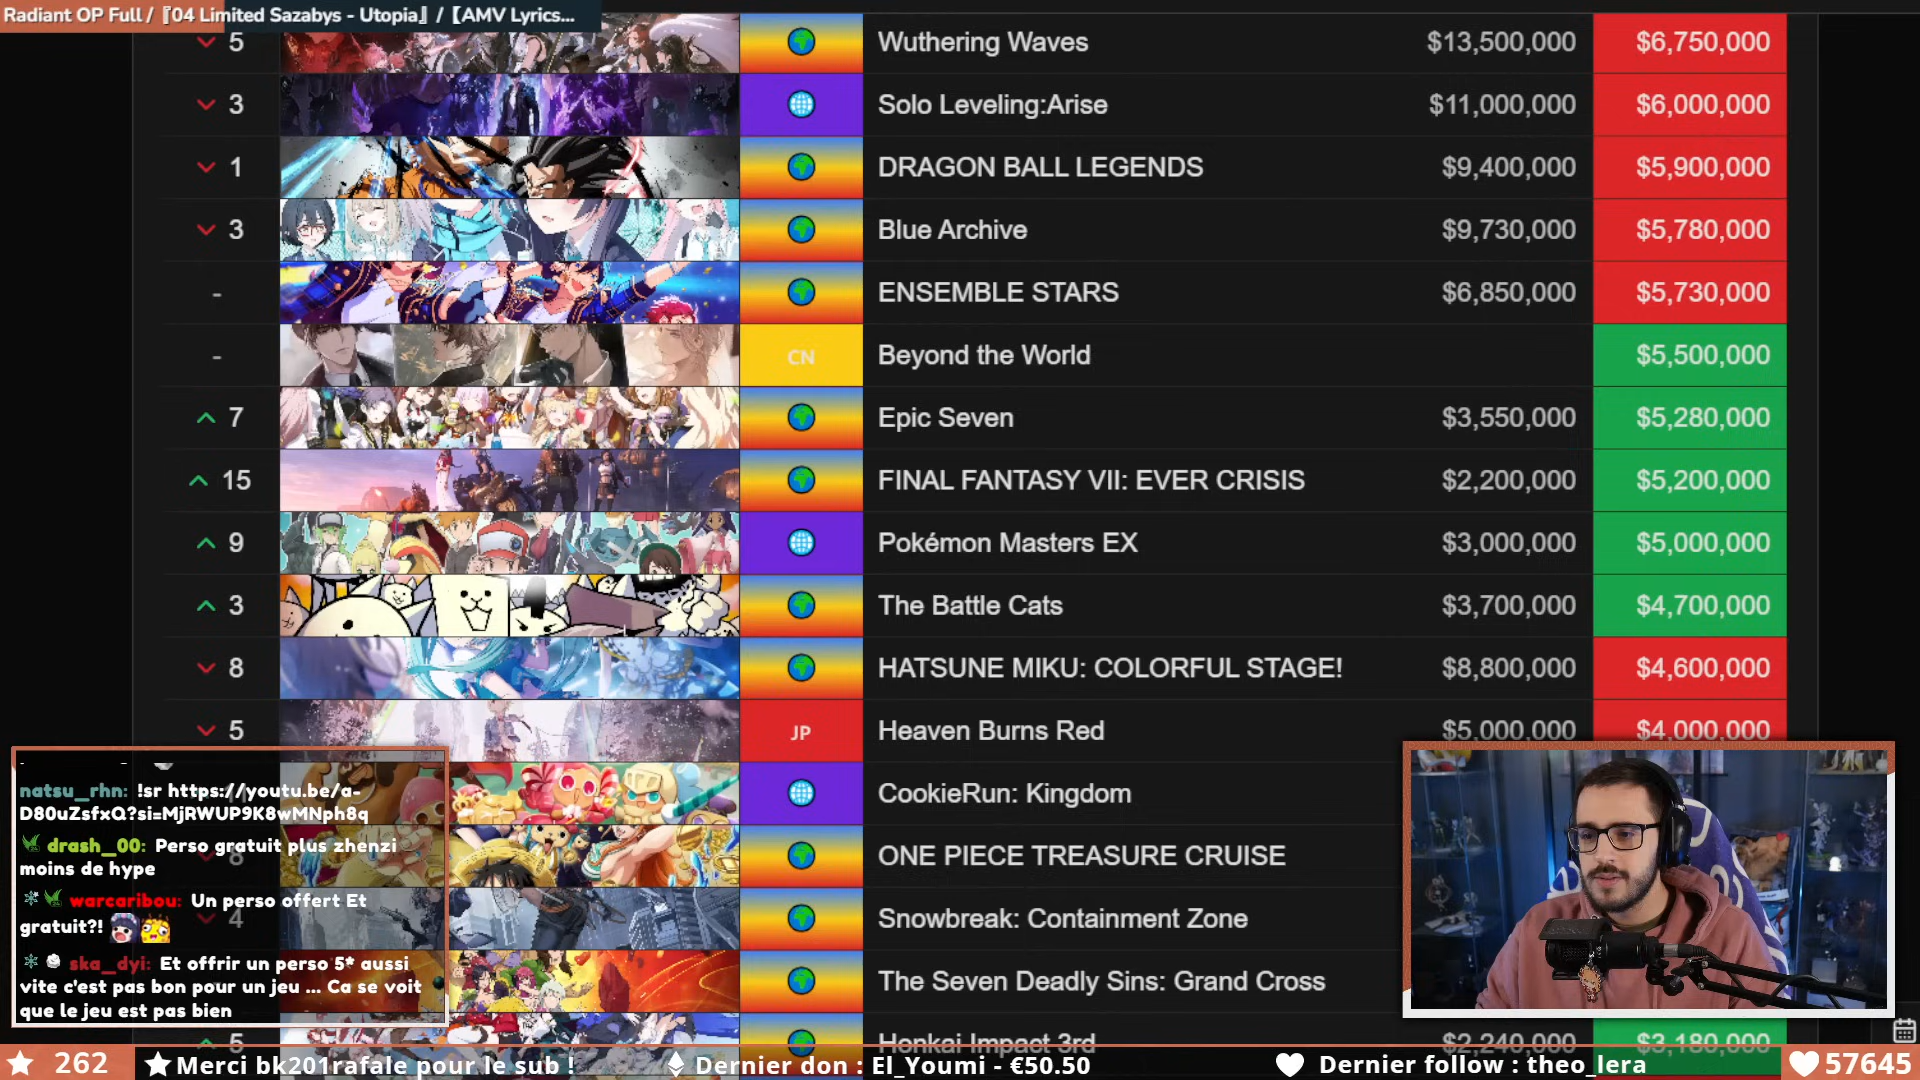 Radiant OP Full / 『04 Limited Sazabys - Utopia』 / 【AMV Lyrics...
5 Wuthering Waves $13,500,000 $6,750,000
3 Solo Leveling:Arise $11,000,000 $6,000,000
1 DRAGON BALL LEGENDS $9,400,000 $5,900,000
3 Blue Archive $9,730,000 $5,780,000
- ENSEMBLE STARS $6,850,000 $5,730,000
- CN Beyond the World $5,500,000
7 Epic Seven $3,550,000 $5,280,000
15 FINAL FANTASY VII: EVER CRISIS $2,200,000 $5,200,000
9 Pokémon Masters EX $3,000,000 $5,000,000
3 The Battle Cats $3,700,000 $4,700,000
8 HATSUNE MIKU: COLORFUL STAGE! $8,800,000 $4,600,000
5 JP Heaven Burns Red $5,000,000 $4,000,000
CookieRun: Kingdom
8 ONE PIECE TREASURE CRUISE
4 Snowbreak: Containment Zone
The Seven Deadly Sins: Grand Cross
5 Honkai Impact 3rd $2,240,000 $3,180,000
natsu_rhn: !sr https://youtu.be/a-
D80uZsfxQ?si=MjRWUP9K8wMNph8q
drash_00: Perso gratuit plus zhenzi
moins de hype
warcaribou: Un perso offert Et
gratuit?!
ska_dyi: Et offrir un perso 5* aussi
vite c'est pas bon pour un jeu ... Ca se voit
que le jeu est pas bien
262 Merci bk201rafale pour le sub ! Dernier don : El_Youmi - €50.50 Dernier follow : theo_lera 57645